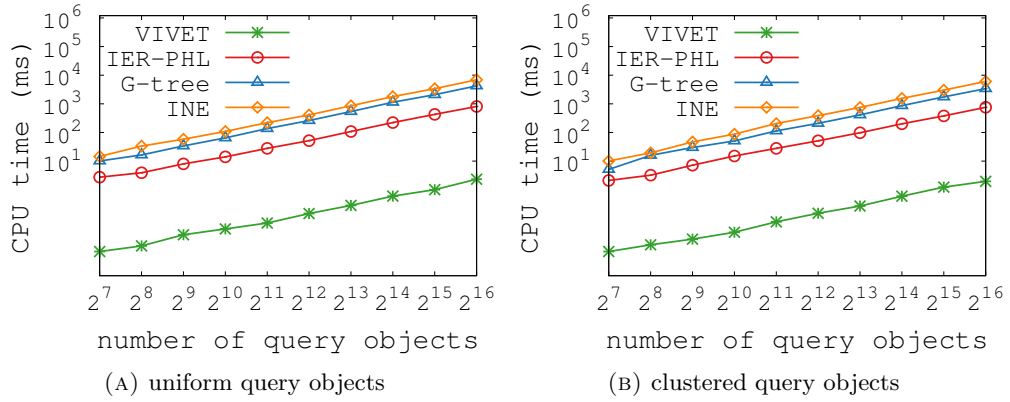 CPU time (ms)
10^6
10^5
10^4
10^3
10^2
10^1
VIVET
IER-PHL
G-tree
INE
2^7 2^8 2^9 2^10 2^11 2^12 2^13 2^14 2^15 2^16
number of query objects
(A) uniform query objects
CPU time (ms)
10^6
10^5
10^4
10^3
10^2
10^1
VIVET
IER-PHL
G-tree
INE
2^7 2^8 2^9 2^10 2^11 2^12 2^13 2^14 2^15 2^16
number of query objects
(B) clustered query objects